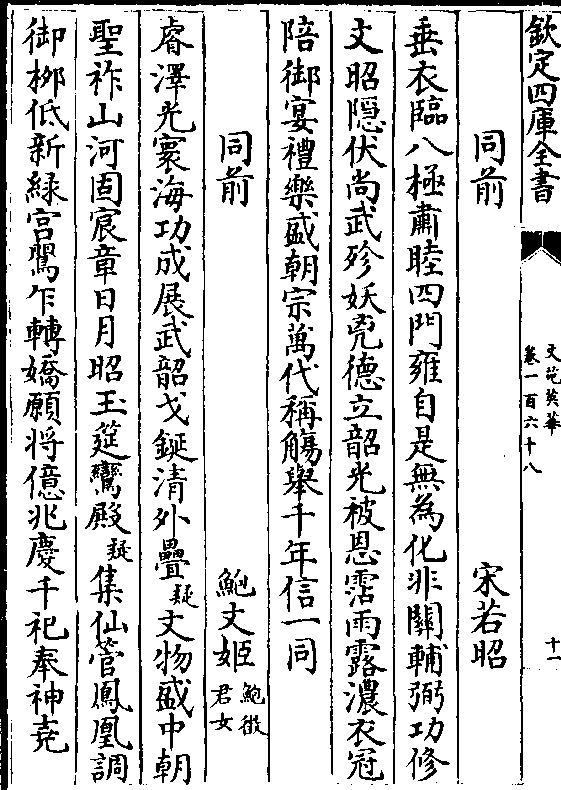 欽定四庫全書
文苑英華
卷一百六十八
十一
同前 宋若昭
垂衣臨八極肅睦四門雍自是無為化非關輔弼功修
文昭隠伏尚武殄妖兇德立韶光被恩霑雨露濃衣冠
陪御宴禮樂盛朝宗萬代稱觴舉千年信一同
同前 鮑文姬鮑徴君女
睿澤光寰海功成展武韶戈鋋清外疊疑文物盛中朝
聖祚山河固宸章日月昭玉筵鸞殿疑集仙管鳳凰調
御栁低新緑宫鶯乍轉嬌願将億兆慶千祀奉神堯